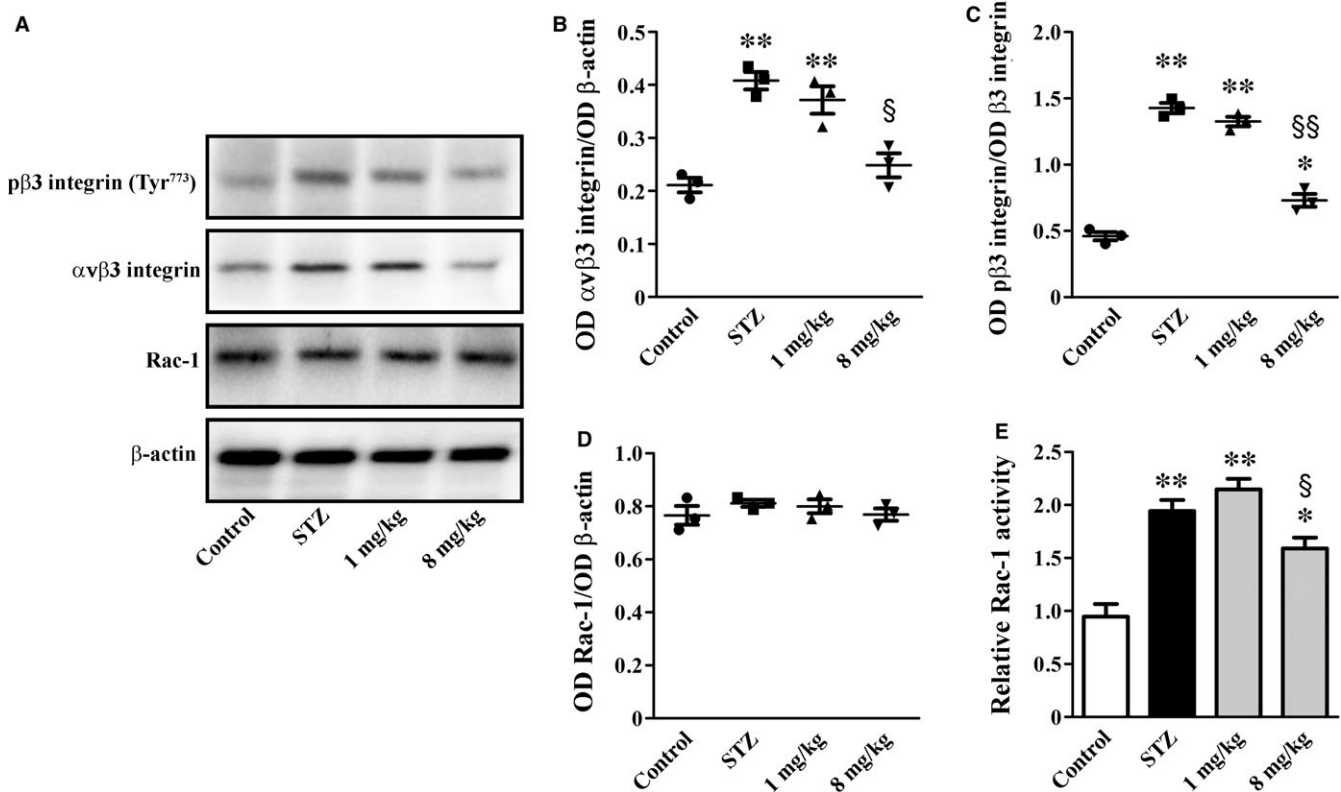 A
pβ3 integrin (Tyr⁷⁷³)
αvβ3 integrin
Rac-1
β-actin
Control
STZ
1 mg/kg
8 mg/kg
B
OD αvβ3 integrin/OD β-actin
0.5
0.4
0.3
0.2
0.1
0
**
**
§
Control
STZ
1 mg/kg
8 mg/kg
C
OD pβ3 integrin/OD β3 integrin
2.0
1.5
1.0
0.5
0
**
**
§§
*
Control
STZ
1 mg/kg
8 mg/kg
D
OD Rac-1/OD β-actin
1.0
0.8
0.6
0.4
0.2
0
Control
STZ
1 mg/kg
8 mg/kg
E
Relative Rac-1 activity
2.5
2.0
1.5
1.0
0.5
0
**
**
§
*
Control
STZ
1 mg/kg
8 mg/kg